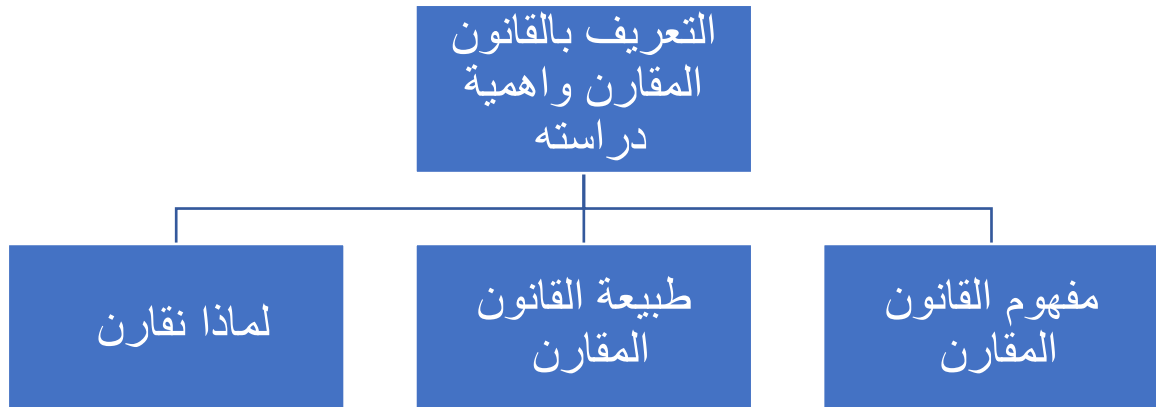 التعريف بالقانون
المقارن واهمية
دراسته
مفهوم القانون
المقارن
طبيعة القانون
المقارن
لماذا نقارن